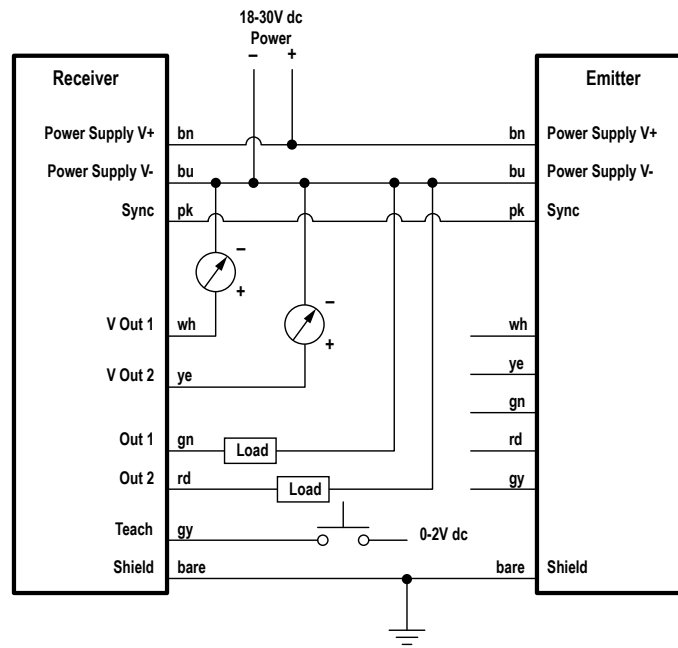 18-30V dc
Power
– +
Receiver
Emitter
Power Supply V+ bn
bn Power Supply V+
Power Supply V- bu
bu Power Supply V-
Sync pk
pk Sync
–
+
–
+
V Out 1 wh
wh
V Out 2 ye
ye
gn
Out 1 gn
Load
rd
Out 2 rd
Load
gy
Teach gy
0-2V dc
Shield bare
bare Shield